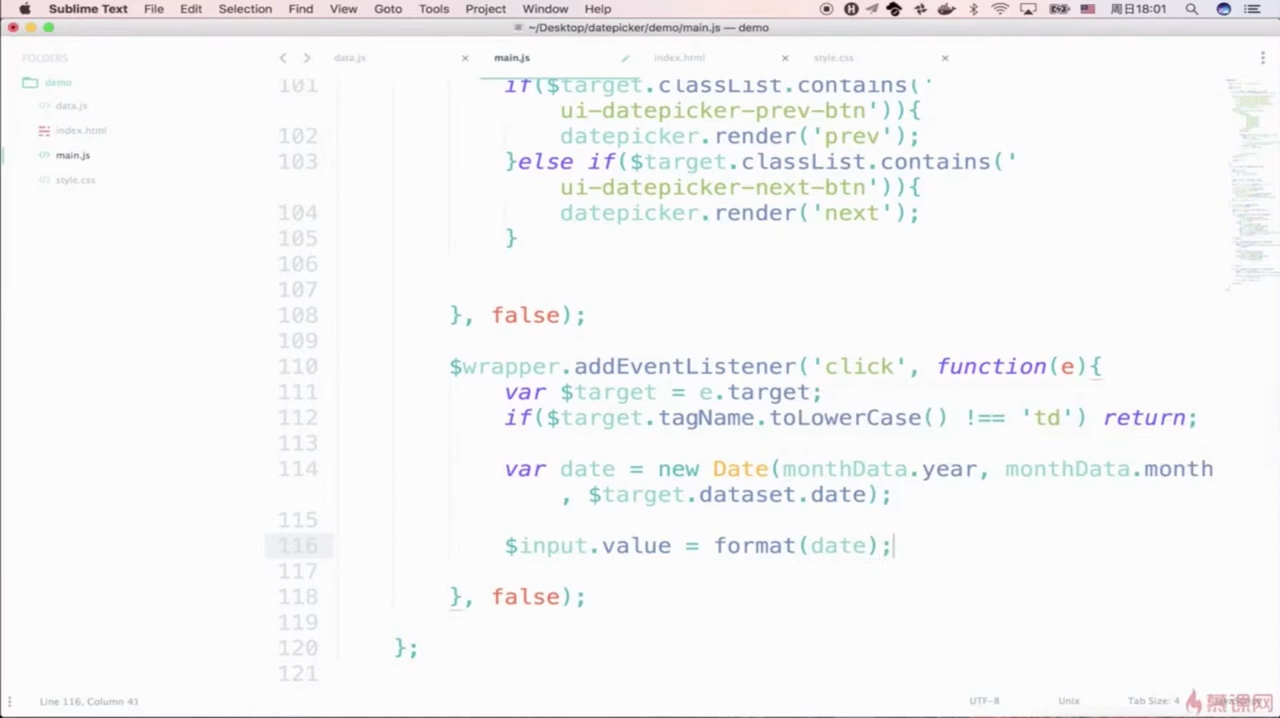 Sublime Text File Edit Selection Find View Goto Tools Project Window Help 周日18:01
~/Desktop/datepicker/demo/main.js — demo
FOLDERS
demo
data.js
index.html
main.js
style.css
data.js main.js index.html style.css
101 if($target.classList.contains('
ui-datepicker-prev-btn')){
102 datepicker.render('prev');
103 }else if($target.classList.contains('
ui-datepicker-next-btn')){
104 datepicker.render('next');
105 }
106
107
108 }, false);
109
110 $wrapper.addEventListener('click', function(e){
111 var $target = e.target;
112 if($target.tagName.toLowerCase() !== 'td') return;
113
114 var date = new Date(monthData.year, monthData.month
, $target.dataset.date);
115
116 $input.value = format(date);
117
118 }, false);
119
120 };
121
Line 116, Column 41 UTF-8 Unix Tab Size: 4
慕课网